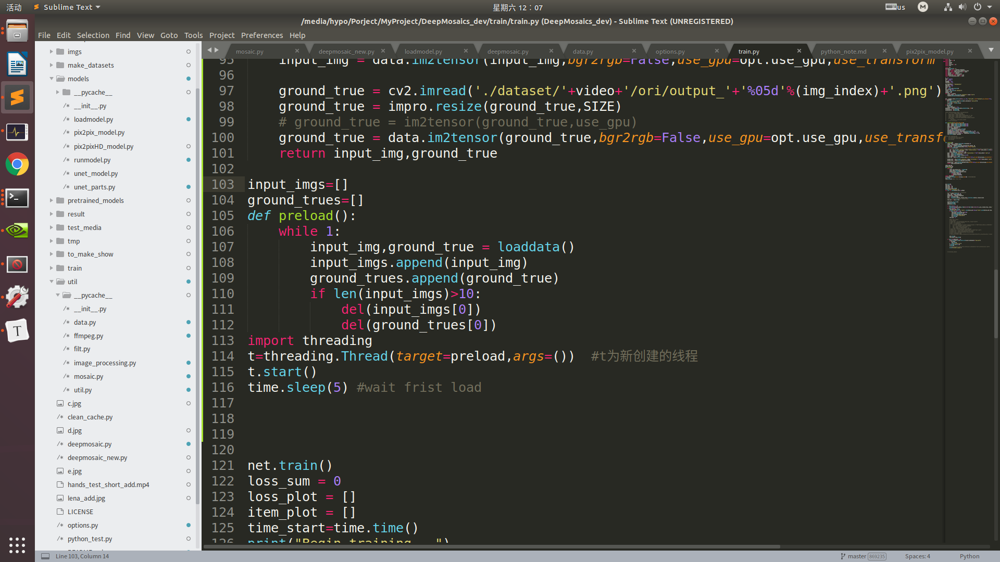 活动
Sublime Text
星期六 12：07
us
/media/hypo/Porject/MyProject/DeepMosaics_dev/train/train.py (DeepMosaics_dev) - Sublime Text (UNREGISTERED)
File Edit Selection Find View Goto Tools Project Preferences Help
imgs
make_datasets
models
__pycache__
/* __init__.py
/* loadmodel.py
/* pix2pix_model.py
/* pix2pixHD_model.py
/* runmodel.py
/* unet_model.py
/* unet_parts.py
pretrained_models
result
test_media
tmp
to_make_show
train
util
__pycache__
/* __init__.py
/* data.py
/* ffmpeg.py
/* filt.py
/* image_processing.py
/* mosaic.py
/* util.py
c.jpg
/* clean_cache.py
d.jpg
/* deepmosaic.py
/* deepmosaic_new.py
e.jpg
hands_test_short_add.mp4
lena_add.jpg
LICENSE
/* options.py
/* python_test.py
mosaic.py
deepmosaic_new.py
loadmodel.py
deepmosaic.py
data.py
options.py
train.py
python_note.md
pix2pix_model.py
95 input_img = data.im2tensor(input_img,bgr2rgb=False,use_gpu=opt.use_gpu,use_transform
96
97 ground_true = cv2.imread('./dataset/'+video+'/ori/output_'+'%05d'%(img_index)+'.png')
98 ground_true = impro.resize(ground_true,SIZE)
99 # ground_true = im2tensor(ground_true,use_gpu)
100 ground_true = data.im2tensor(ground_true,bgr2rgb=False,use_gpu=opt.use_gpu,use_transfo
101 return input_img,ground_true
102
103 input_imgs=[]
104 ground_trues=[]
105 def preload():
106 while 1:
107 input_img,ground_true = loaddata()
108 input_imgs.append(input_img)
109 ground_trues.append(ground_true)
110 if len(input_imgs)>10:
111 del(input_imgs[0])
112 del(ground_trues[0])
113 import threading
114 t=threading.Thread(target=preload,args=()) #t为新创建的线程
115 t.start()
116 time.sleep(5) #wait frist load
117
118
119
120
121 net.train()
122 loss_sum = 0
123 loss_plot = []
124 item_plot = []
125 time_start=time.time()
126 print("Begin training...")
Line 103, Column 14
master 869235
Spaces: 4
Python